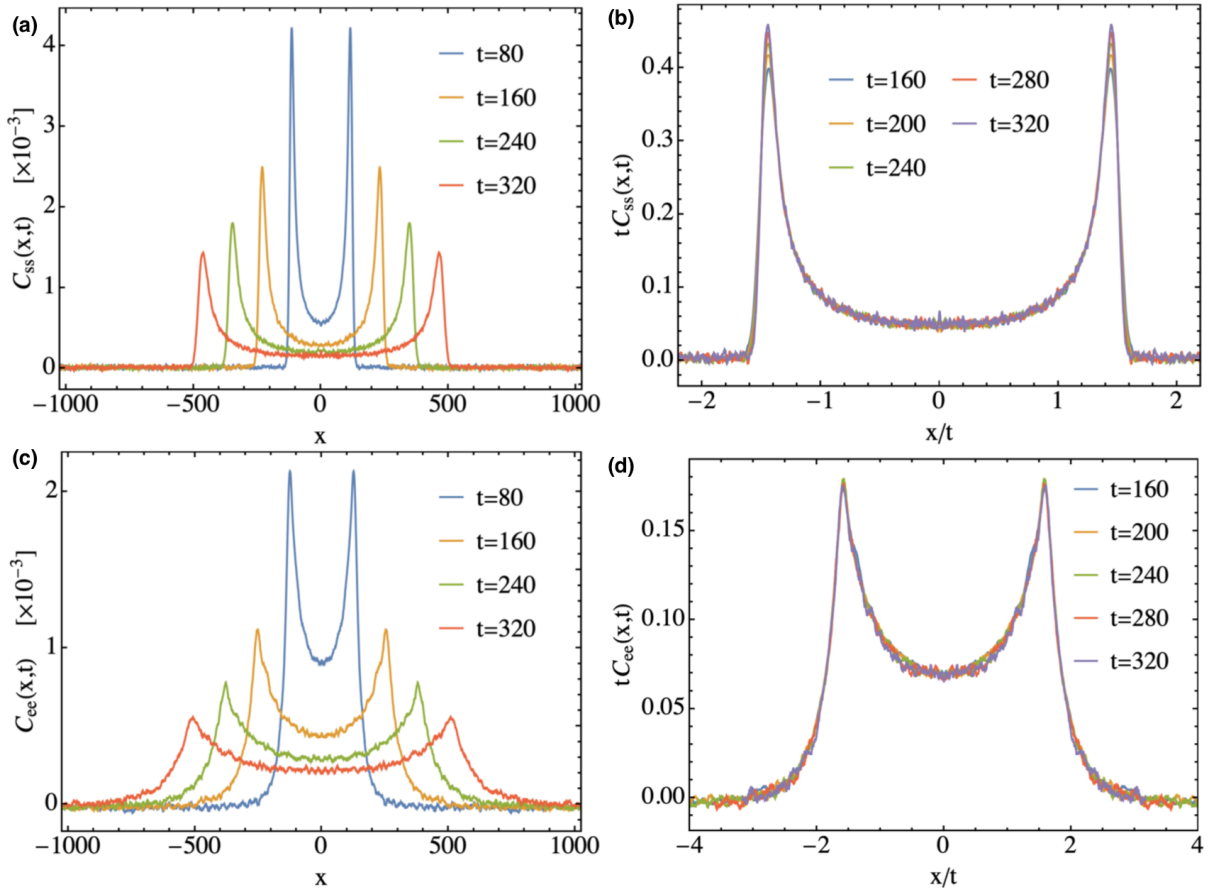 (a)
C_ss(x,t) [×10^−3]
4
3
2
1
0
t=80
t=160
t=240
t=320
−1000 −500 0 500 1000
x
(b)
t C_ss(x,t)
0.4
0.3
0.2
0.1
0.0
t=160 t=280
t=200 t=320
t=240
−2 −1 0 1 2
x/t
(c)
C_ee(x,t) [×10^−3]
2
1
0
t=80
t=160
t=240
t=320
−1000 −500 0 500 1000
x
(d)
t C_ee(x,t)
0.15
0.10
0.05
0.00
t=160
t=200
t=240
t=280
t=320
−4 −2 0 2 4
x/t